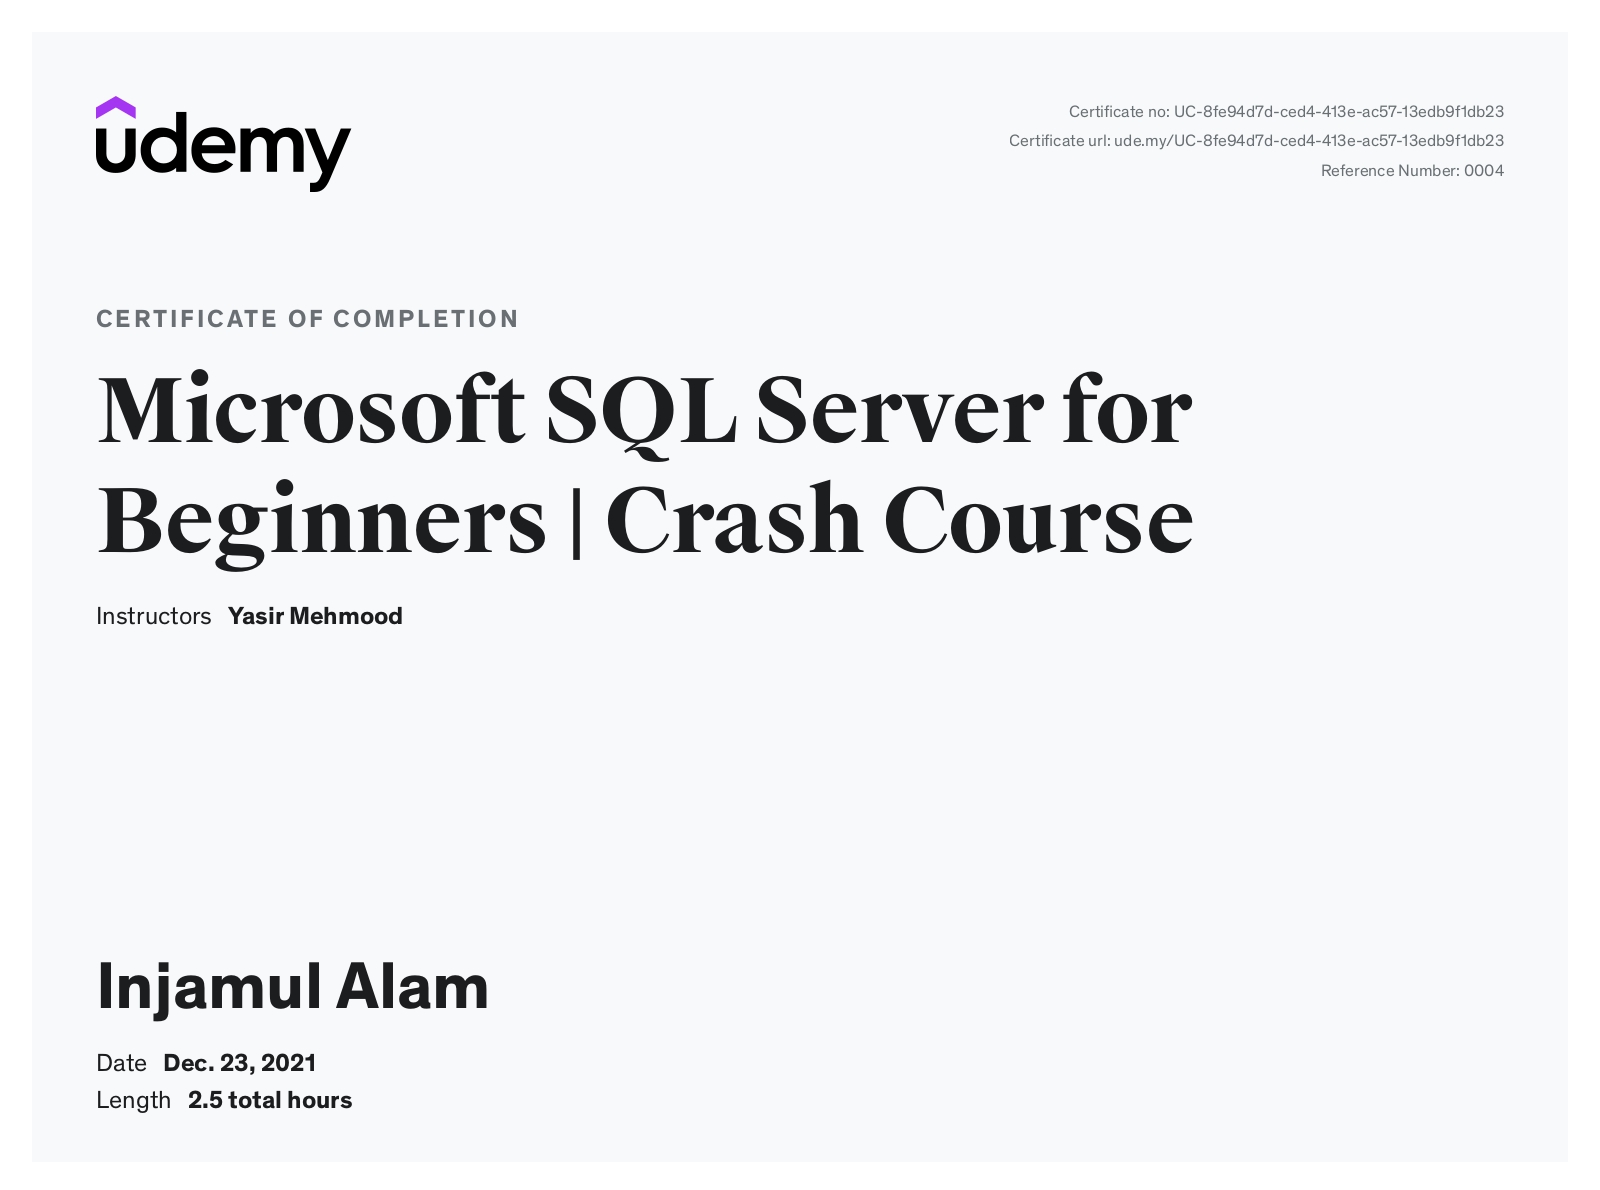 udemy
Certificate no: UC-8fe94d7d-ced4-413e-ac57-13edb9f1db23
Certificate url: ude.my/UC-8fe94d7d-ced4-413e-ac57-13edb9f1db23
Reference Number: 0004
CERTIFICATE OF COMPLETION
Microsoft SQL Server for
Beginners | Crash Course
Instructors Yasir Mehmood
Injamul Alam
Date Dec. 23, 2021
Length 2.5 total hours